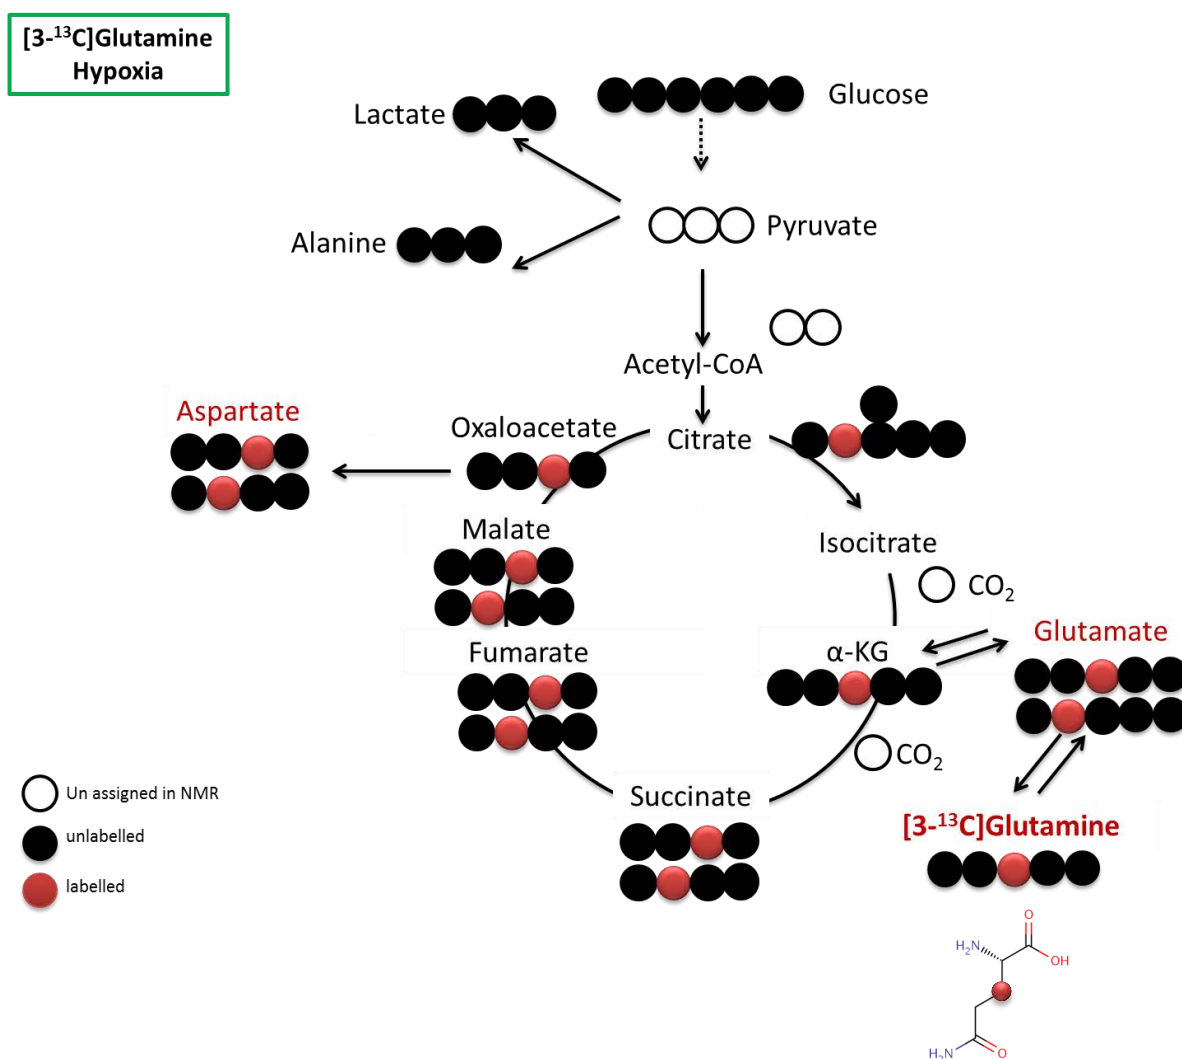 [3-¹³C]Glutamine
Hypoxia
Lactate
Glucose
Alanine
Pyruvate
Acetyl-CoA
Aspartate
Oxaloacetate
Citrate
Malate
Isocitrate
CO₂
Fumarate
α-KG
Glutamate
CO₂
Succinate
[3-¹³C]Glutamine
Un assigned in NMR
unlabelled
labelled
O
H₂N
OH
H₂N
O